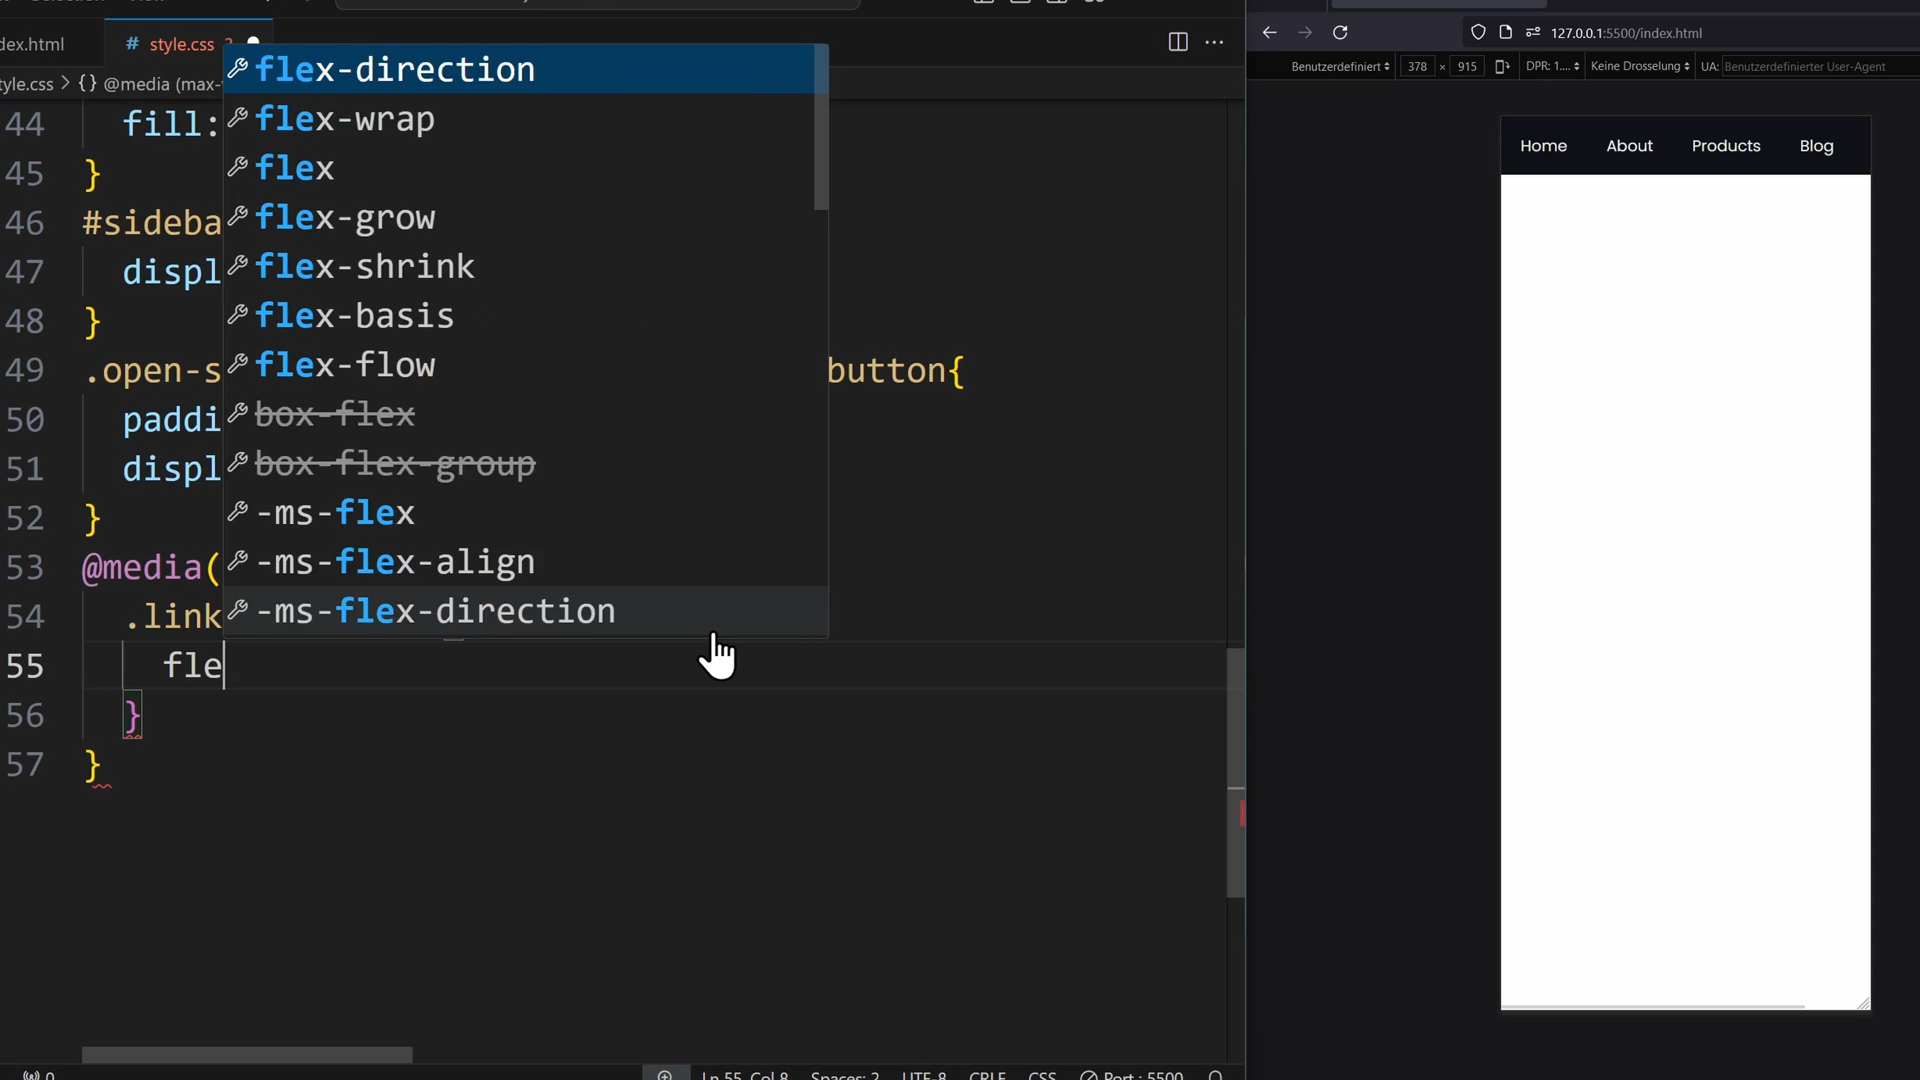 dex.html
# style.css 2
tyle.css > {} @media (max-
127.0.0.1:5500/index.html
Benutzerdefiniert 378 × 915 DPR: 1.... Keine Drosselung UA: Benutzerdefinierter User-Agent
flex-direction
flex-wrap
flex
flex-grow
flex-shrink
flex-basis
flex-flow
box-flex
box-flex-group
-ms-flex
-ms-flex-align
-ms-flex-direction
44 fill:
45 }
46 #sideba
47 displ
48 }
49 .open-s button{
50 paddi
51 displ
52 }
53 @media(
54 .link
55 fle
56 }
57 }
Home About Products Blog
0 Ln 55, Col 8 Spaces: 2 UTF-8 CRLF CSS Port : 5500